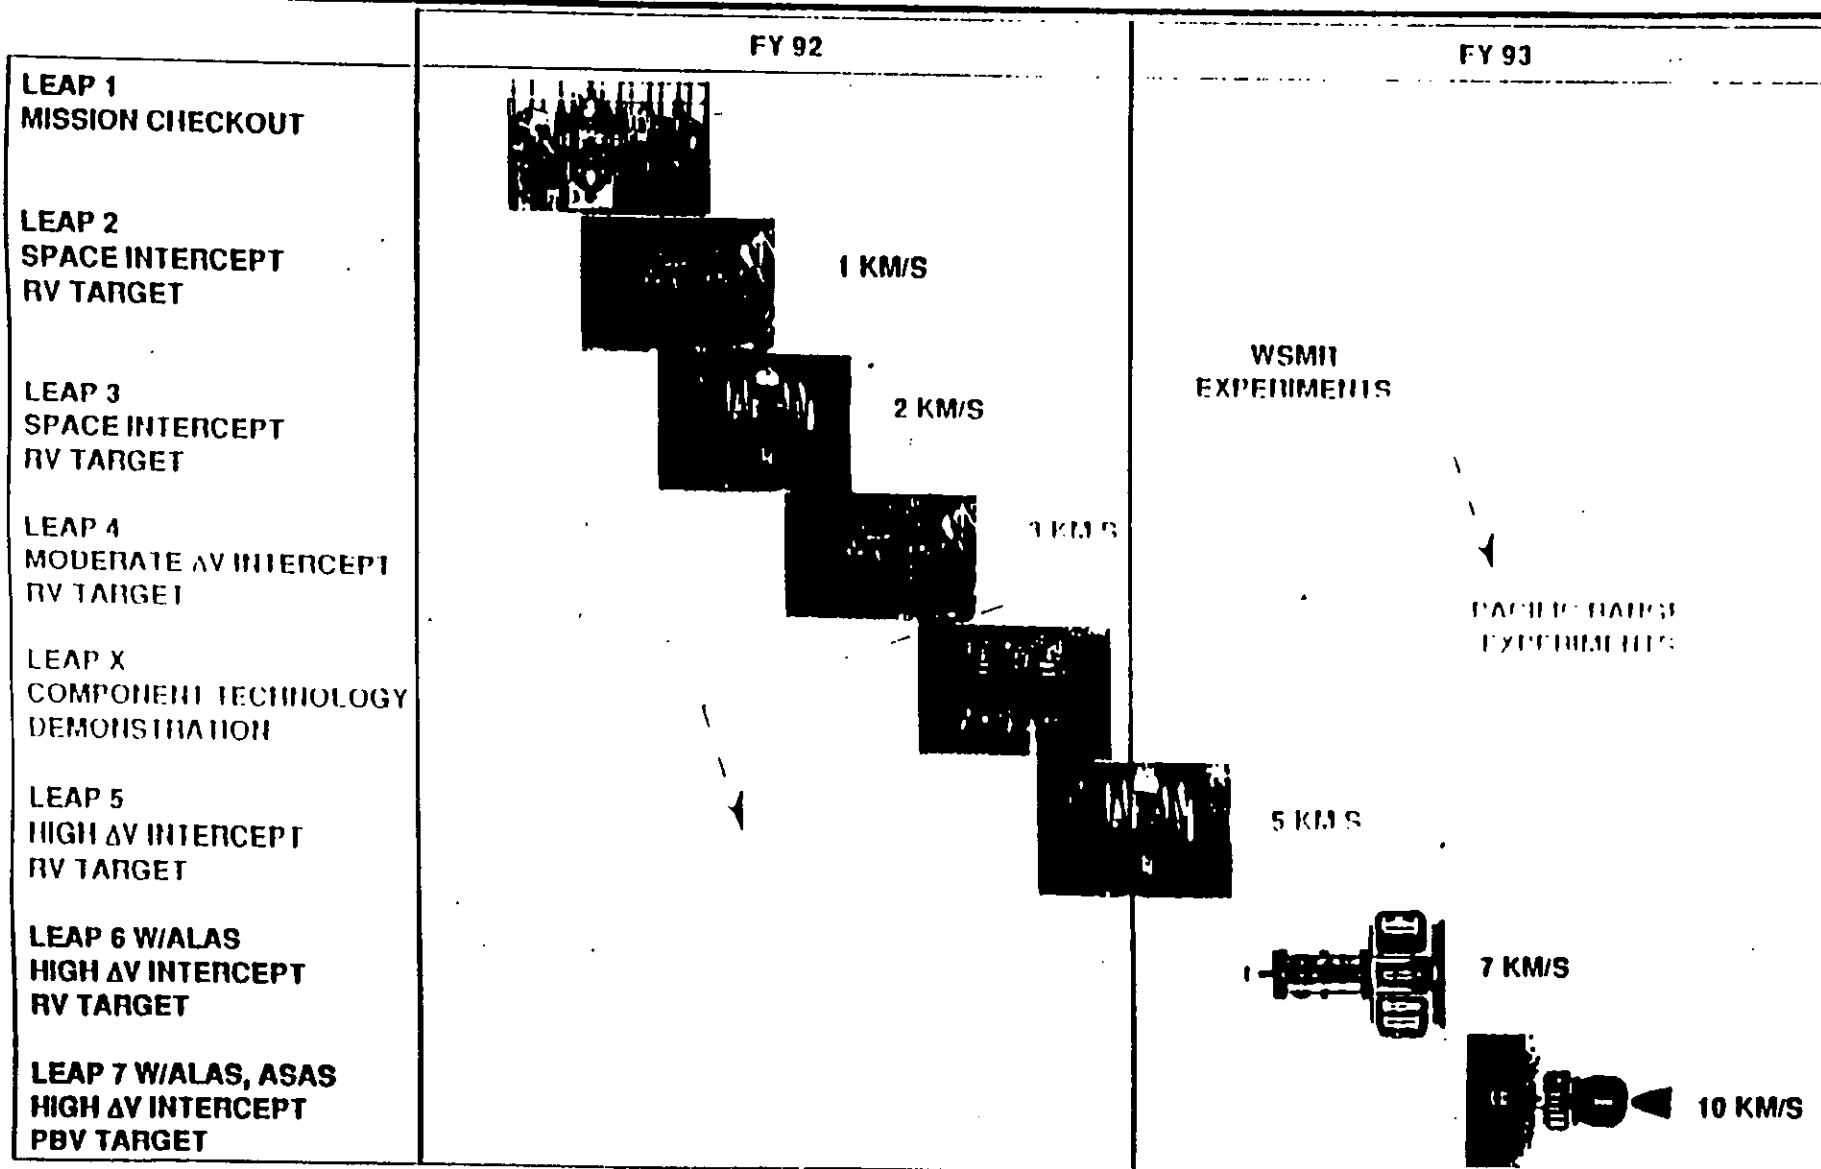 FY 92
FY 93
LEAP 1
MISSION CHECKOUT
LEAP 2
SPACE INTERCEPT
RV TARGET
1 KM/S
LEAP 3
SPACE INTERCEPT
RV TARGET
2 KM/S
WSMR
EXPERIMENTS
LEAP 4
MODERATE ΔV INTERCEPT
RV TARGET
3 KM/S
PACIFIC RANGE
EXPERIMENTS
LEAP X
COMPONENT TECHNOLOGY
DEMONSTRATION
LEAP 5
HIGH ΔV INTERCEPT
RV TARGET
5 KM/S
LEAP 6 W/ALAS
HIGH ΔV INTERCEPT
RV TARGET
7 KM/S
LEAP 7 W/ALAS, ASAS
HIGH ΔV INTERCEPT
PBV TARGET
10 KM/S